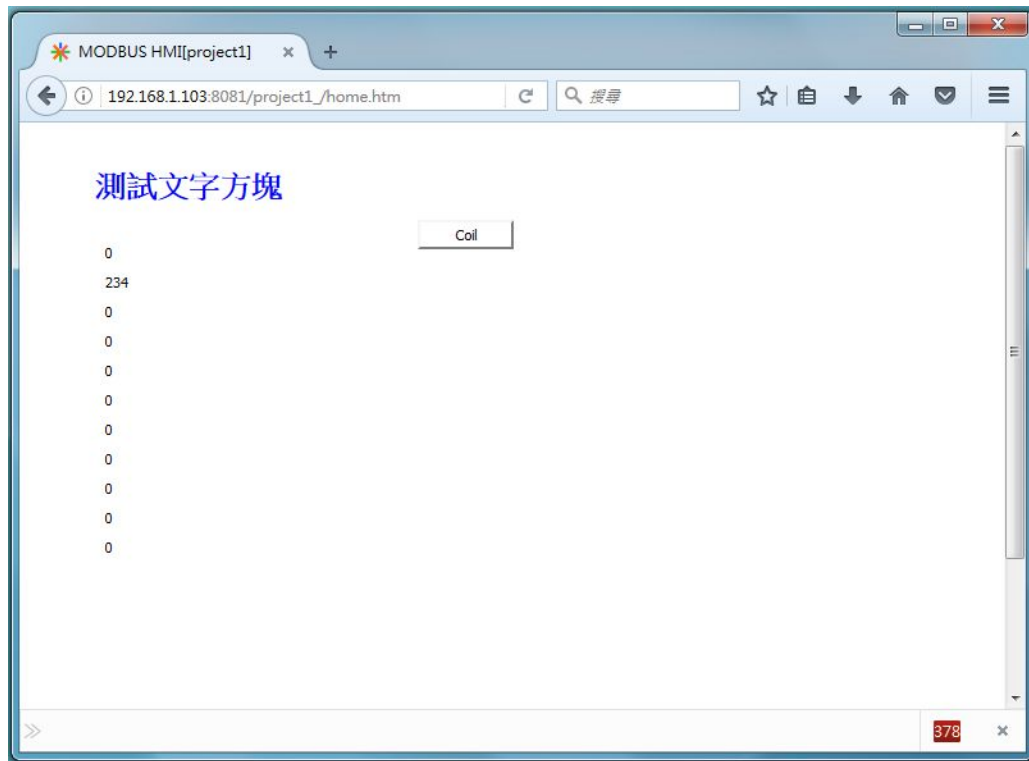 MODBUS HMI[project1]
192.168.1.103:8081/project1_/home.htm
搜尋
測試文字方塊
Coil
0
234
0
0
0
0
0
0
0
0
0
378